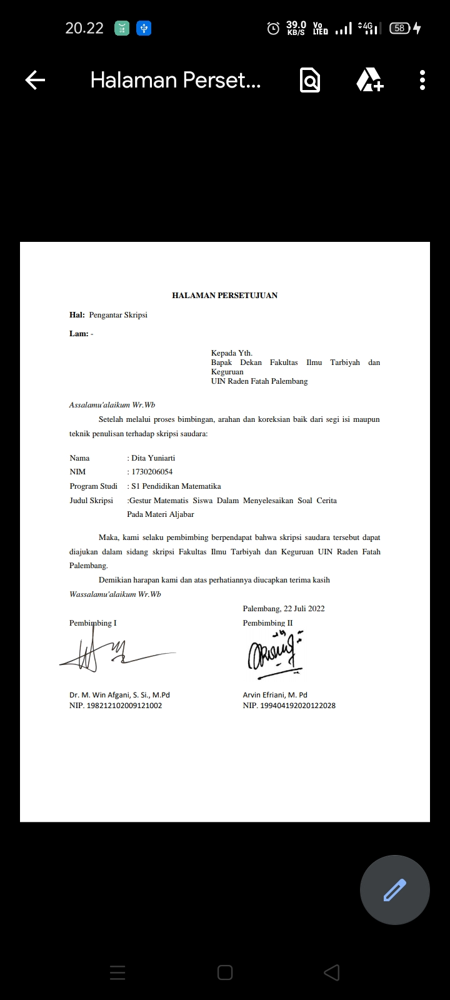 20.22
39.0
KB/S
Vo
LTE
4G
58
Halaman Perset...
HALAMAN PERSETUJUAN
Hal: Pengantar Skripsi
Lam: -
Kepada Yth.
Bapak Dekan Fakultas Ilmu Tarbiyah dan
Keguruan
UIN Raden Fatah Palembang
Assalamu'alaikum Wr.Wb
Setelah melalui proses bimbingan, arahan dan koreksian baik dari segi isi maupun
teknik penulisan terhadap skripsi saudara:
Nama : Dita Yuniarti
NIM : 1730206054
Program Studi : S1 Pendidikan Matematika
Judul Skripsi :Gestur Matematis Siswa Dalam Menyelesaikan Soal Cerita
Pada Materi Aljabar
Maka, kami selaku pembimbing berpendapat bahwa skripsi saudara tersebut dapat
diajukan dalam sidang skripsi Fakultas Ilmu Tarbiyah dan Keguruan UIN Raden Fatah
Palembang.
Demikian harapan kami dan atas perhatiannya diucapkan terima kasih
Wassalamu'alaikum Wr.Wb
Palembang, 22 Juli 2022
Pembimbing I Pembimbing II
Dr. M. Win Afgani, S. Si., M.Pd Arvin Efriani, M. Pd
NIP. 198212102009121002 NIP. 199404192020122028